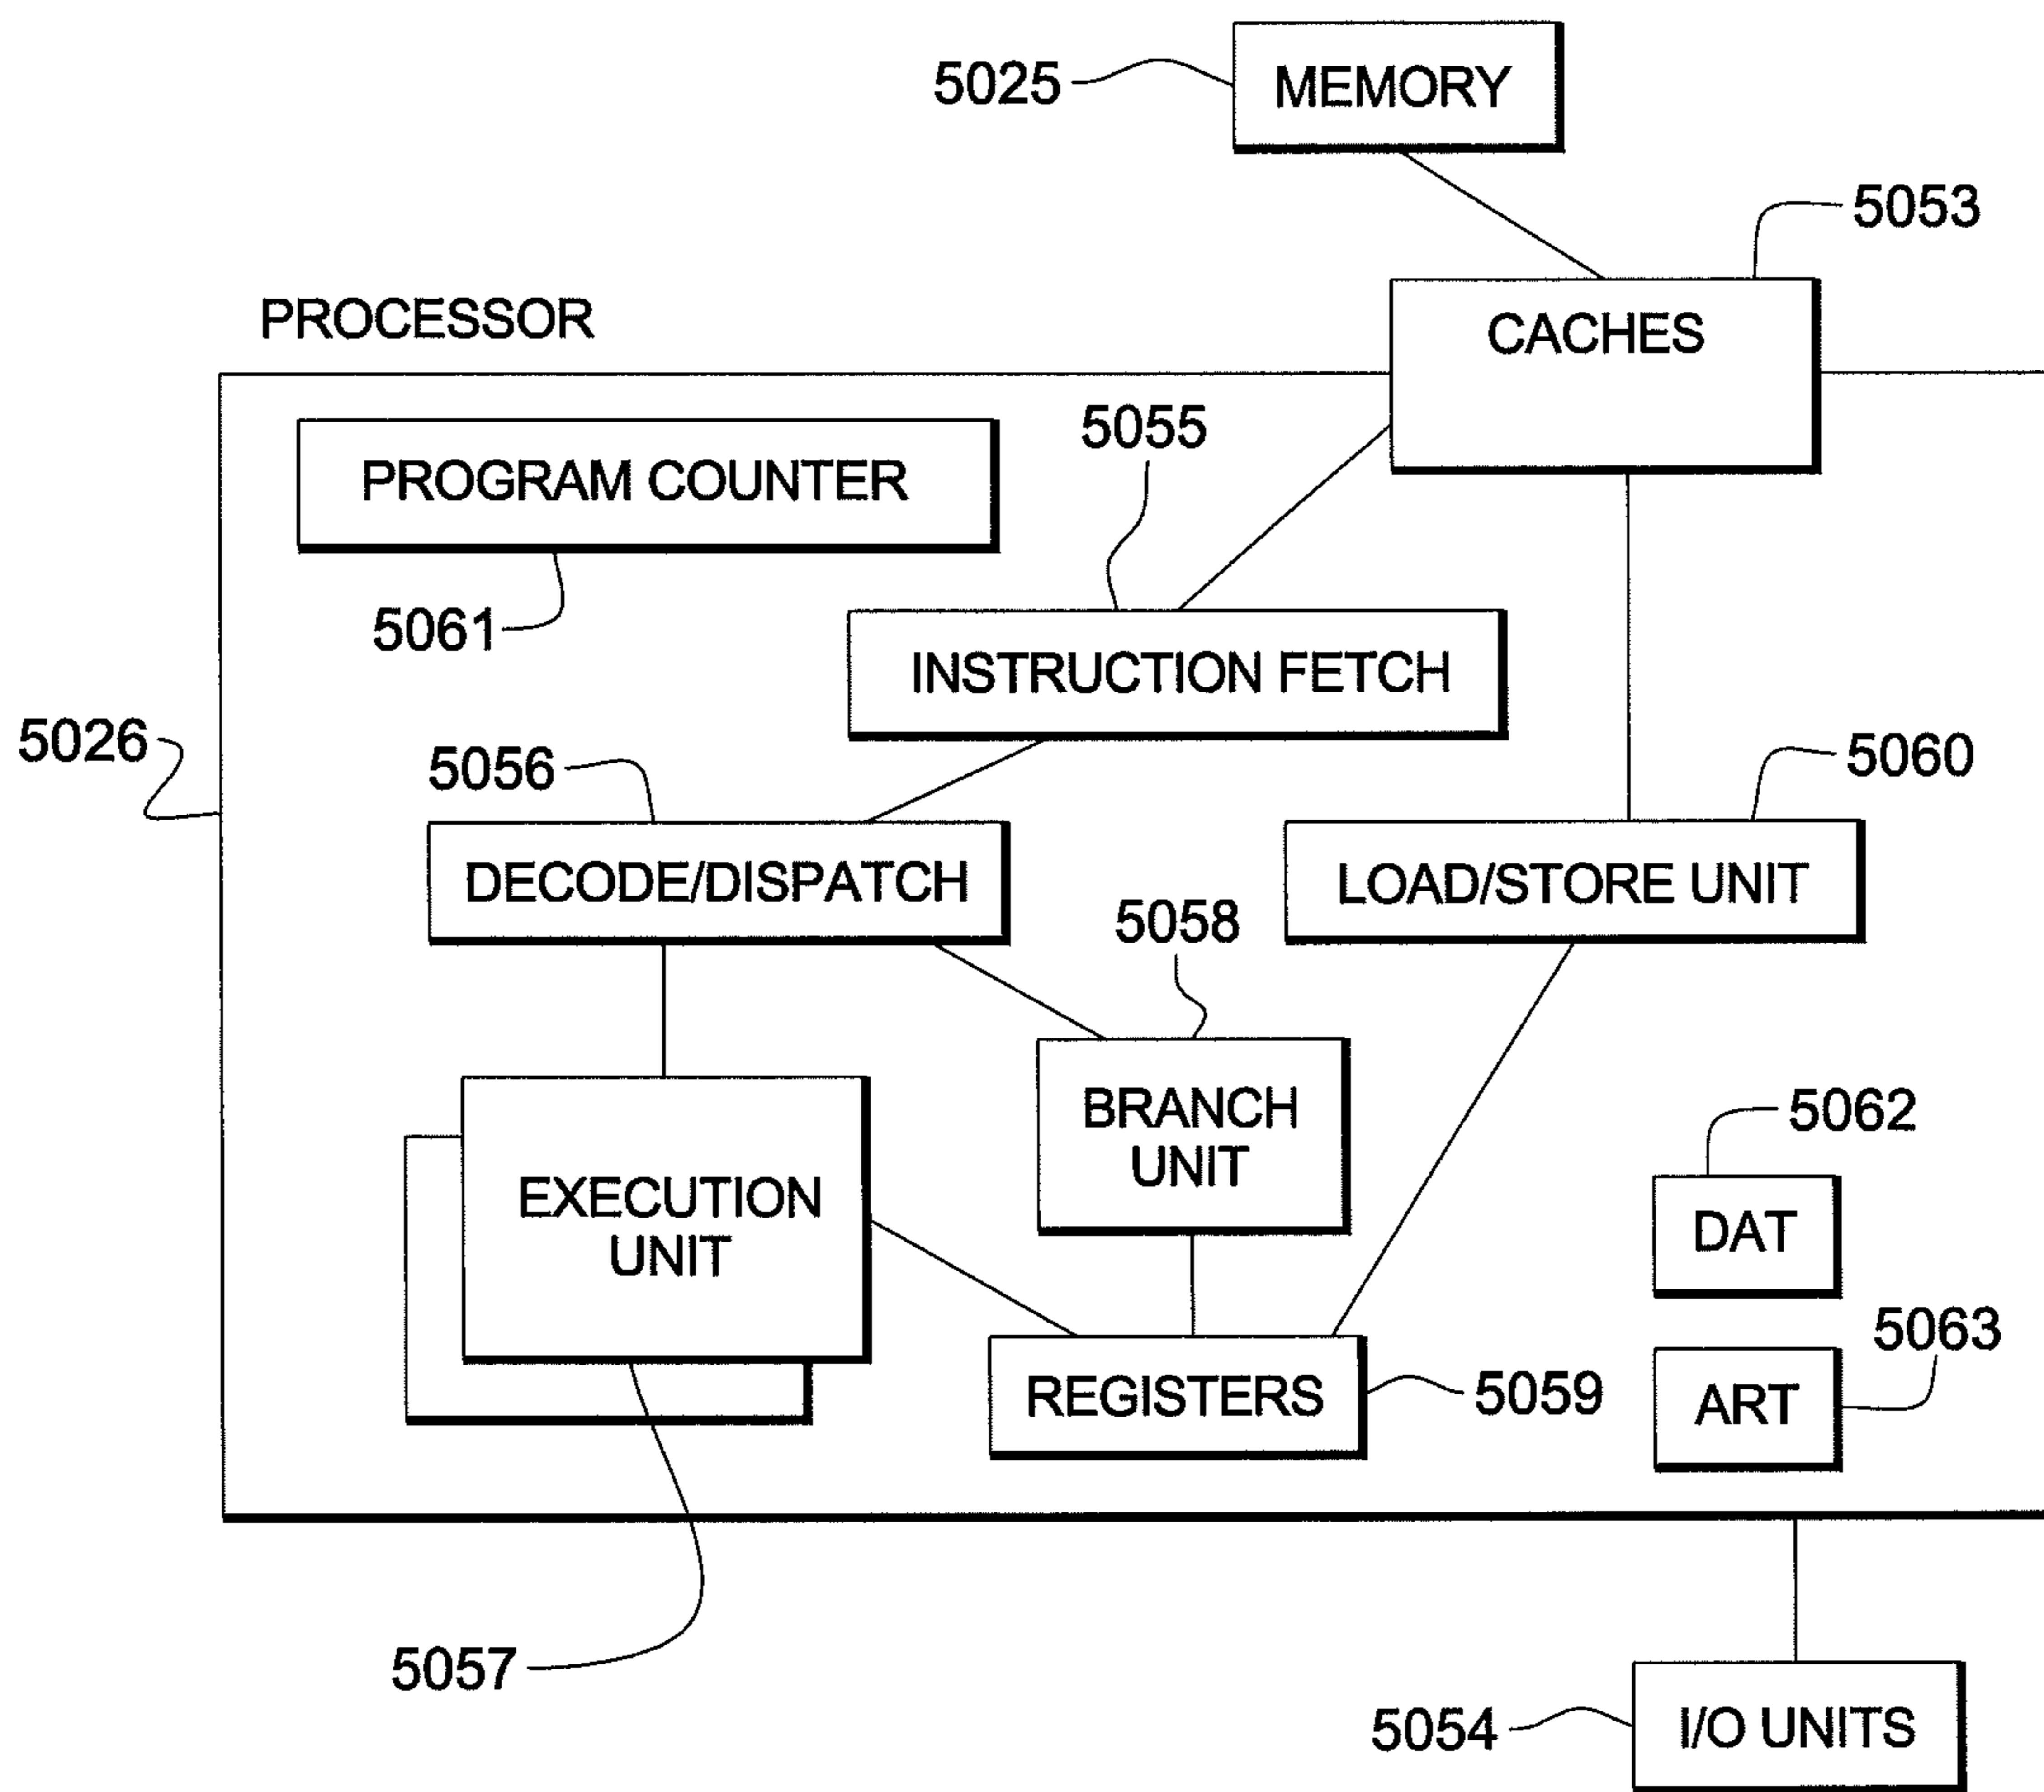 5025
MEMORY
5053
PROCESSOR
CACHES
5055
PROGRAM COUNTER
5061
INSTRUCTION FETCH
5026
5056
5060
DECODE/DISPATCH
LOAD/STORE UNIT
5058
BRANCH
UNIT
5062
EXECUTION
UNIT
DAT
5063
REGISTERS
5059
ART
5057
5054
I/O UNITS